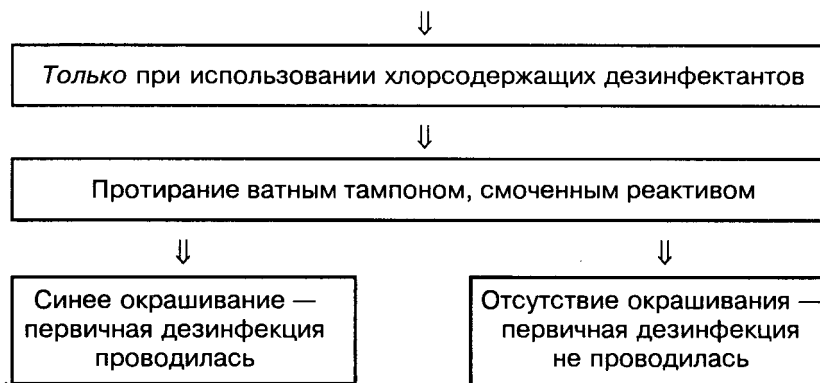 ⇓
Только при использовании хлорсодержащих дезинфектантов
⇓
Протирание ватным тампоном, смоченным реактивом
⇓ ⇓
Синее окрашивание —
первичная дезинфекция
проводилась
Отсутствие окрашивания —
первичная дезинфекция
не проводилась